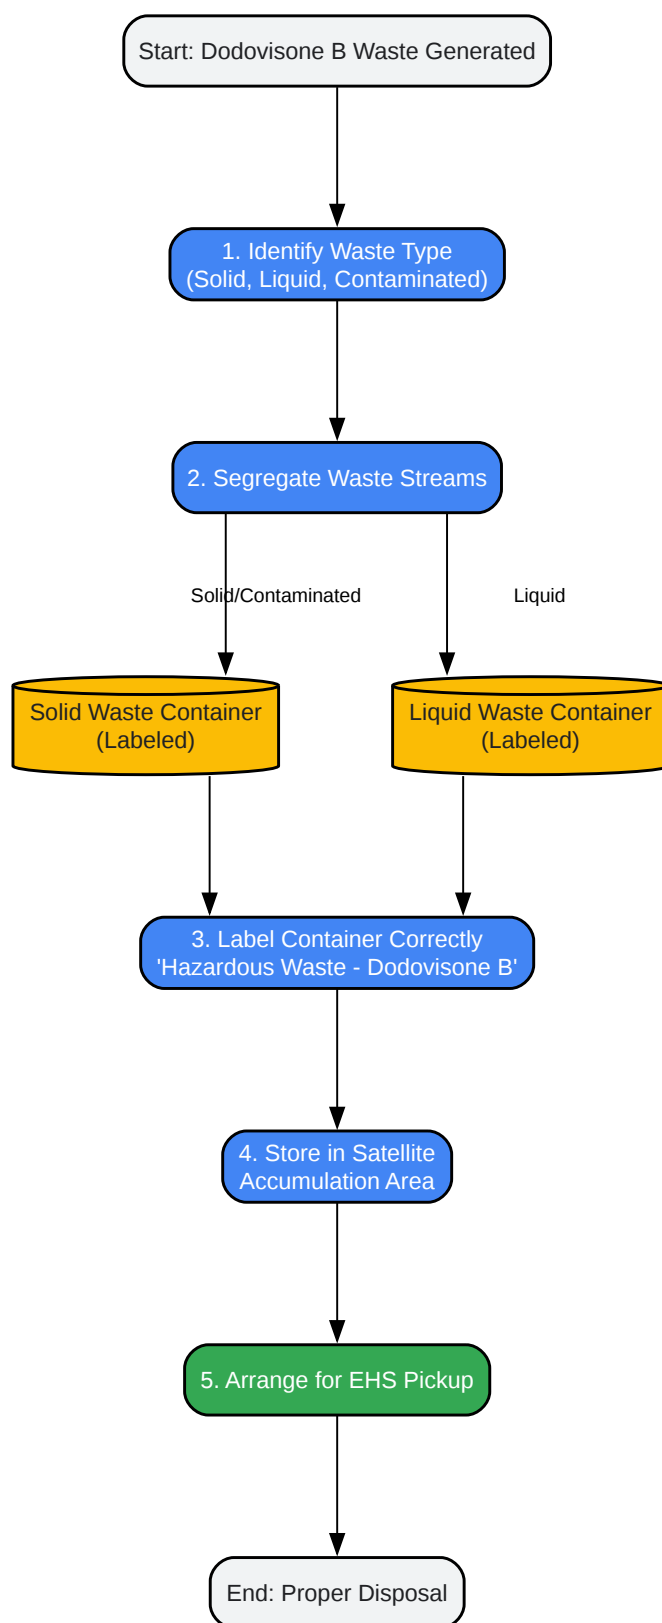 Start: Dodovisone B Waste Generated
1. Identify Waste Type
(Solid, Liquid, Contaminated)
2. Segregate Waste Streams
Solid/Contaminated
Liquid
Solid Waste Container
(Labeled)
Liquid Waste Container
(Labeled)
3. Label Container Correctly
'Hazardous Waste - Dodovisone B'
4. Store in Satellite
Accumulation Area
5. Arrange for EHS Pickup
End: Proper Disposal